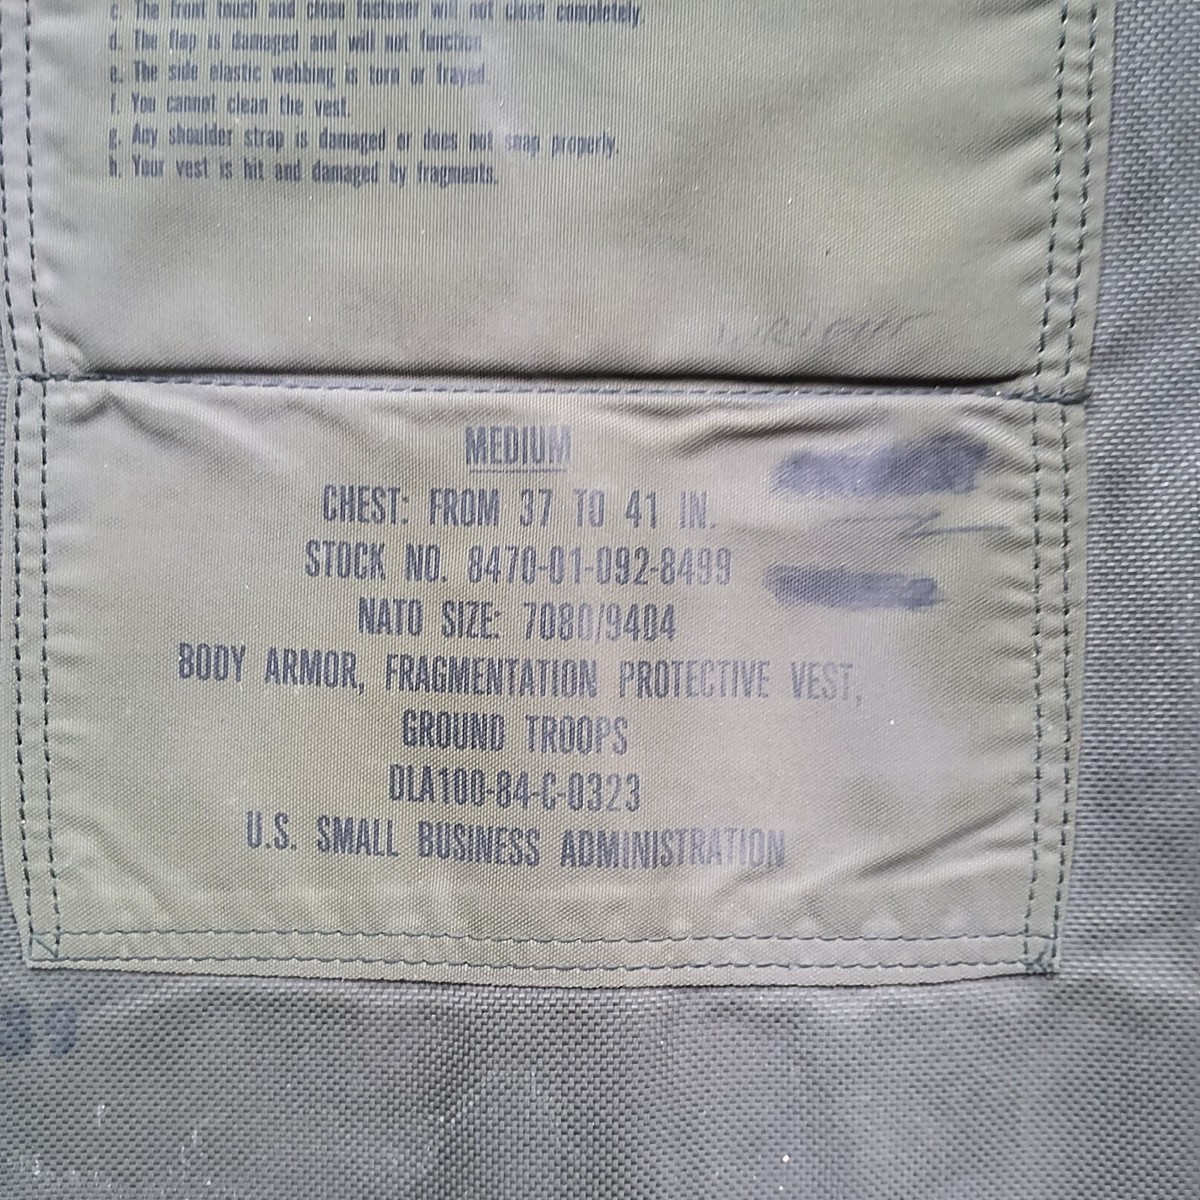 c. The front touch and close fastener will not close completely.
d. The flap is damaged and will not function
e. The side elastic webbing is torn or frayed.
f. You cannot clean the vest.
g. Any shoulder strap is damaged or does not snap properly.
h. Your vest is hit and damaged by fragments.
MEDIUM
CHEST: FROM 37 TO 41 IN.
STOCK NO. 8470-01-092-8499
NATO SIZE: 7080/9404
BODY ARMOR, FRAGMENTATION PROTECTIVE VEST,
GROUND TROOPS
DLA100-84-C-0323
U.S. SMALL BUSINESS ADMINISTRATION